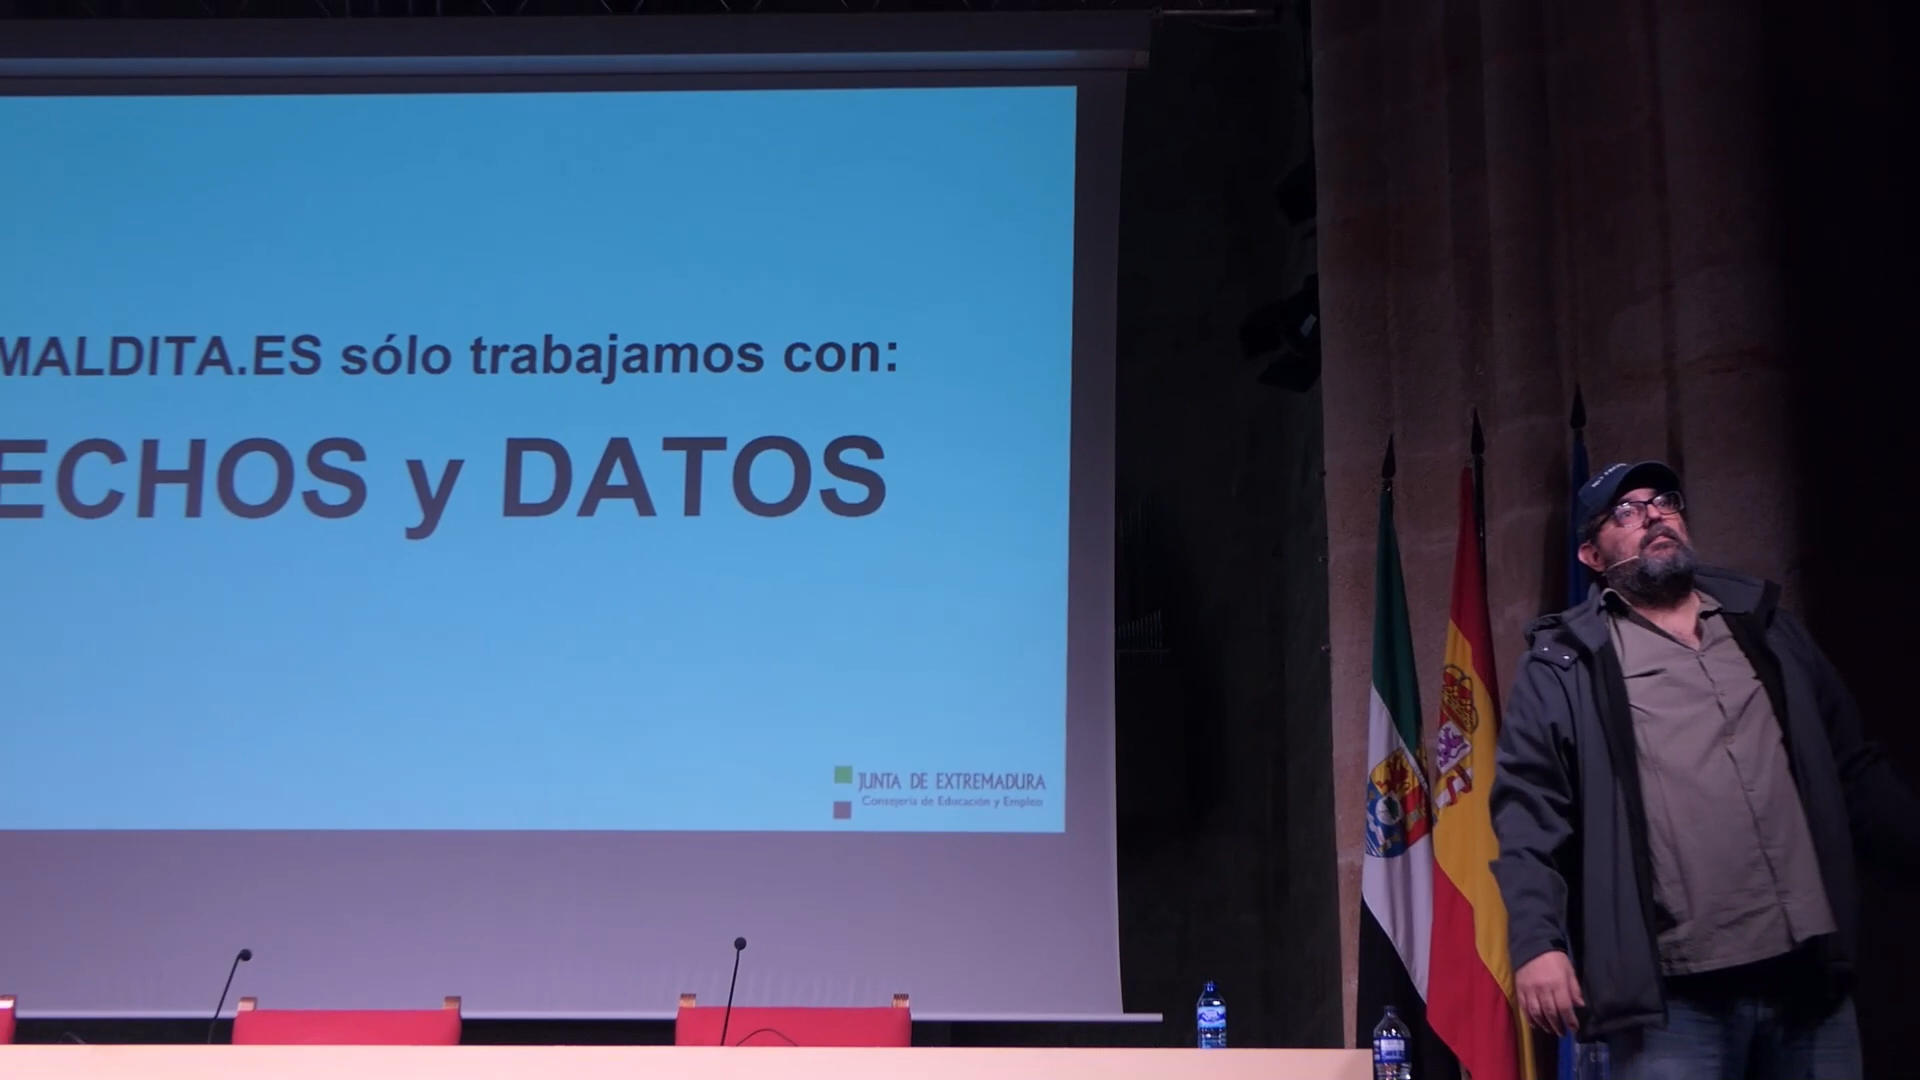 MALDITA.ES sólo trabajamos con:
ECHOS y DATOS
JUNTA DE EXTREMADURA
Consejería de Educación y Empleo